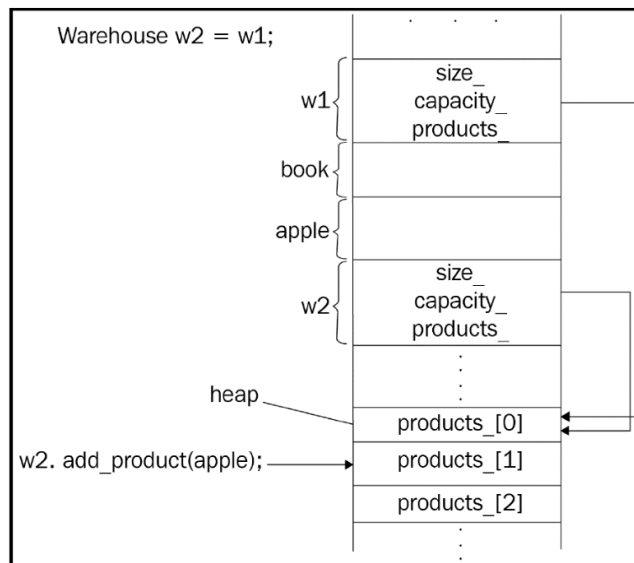 Warehouse w2 = w1;
w1
size_
capacity_
products_
book
apple
w2
size_
capacity_
products_
heap
products_[0]
w2. add_product(apple);
products_[1]
products_[2]